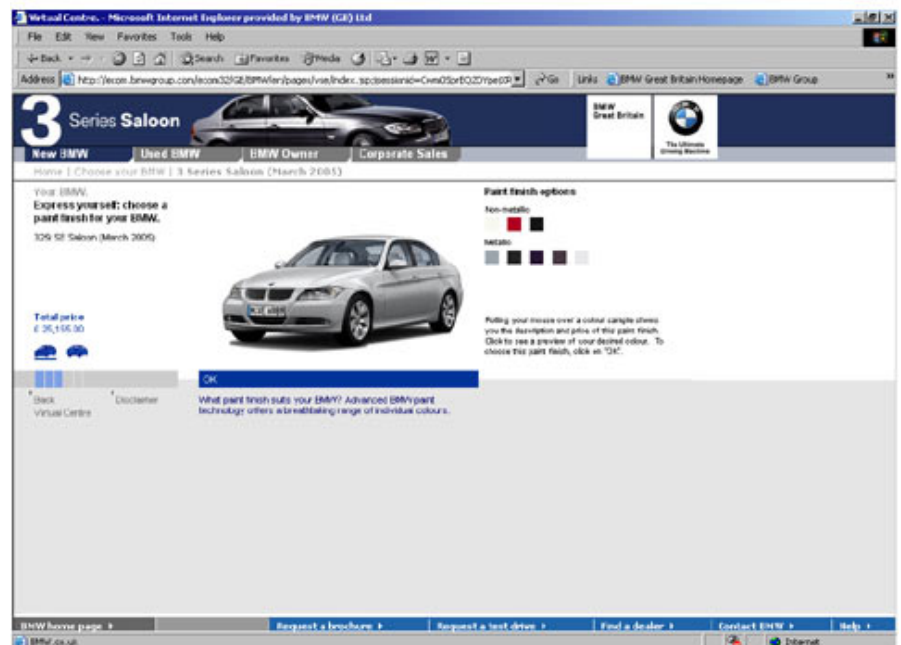 Virtual Centre. - Microsoft Internet Explorer provided by BMW (GB) Ltd
File Edit View Favorites Tools Help
Back Search Favorites Media
Address Go Links BMW Great Britain Homepage BMW Group
3 Series Saloon
BMW
Great Britain
The Ultimate
Driving Machine
New BMW Used BMW BMW Owner Corporate Sales
Home | Choose your BMW | 3 Series Saloon (March 2005)
Your BMW.
Express yourself: choose a
paint finish for your BMW.
Saloon (March 2005)
Total price
Paint finish options
Non-metallic
Metallic
Putting your mouse over a colour sample shows
you the description and price of this paint finish.
Click to see a preview of your desired colour. To
choose this paint finish, click on "OK".
OK
What paint finish suits your BMW? Advanced BMW paint
technology offers a breathtaking range of individual colours.
Back
Virtual Centre
Disclaimer
BMW home page Request a brochure Request a test drive Find a dealer Contact BMW Help
BMW.co.uk Internet